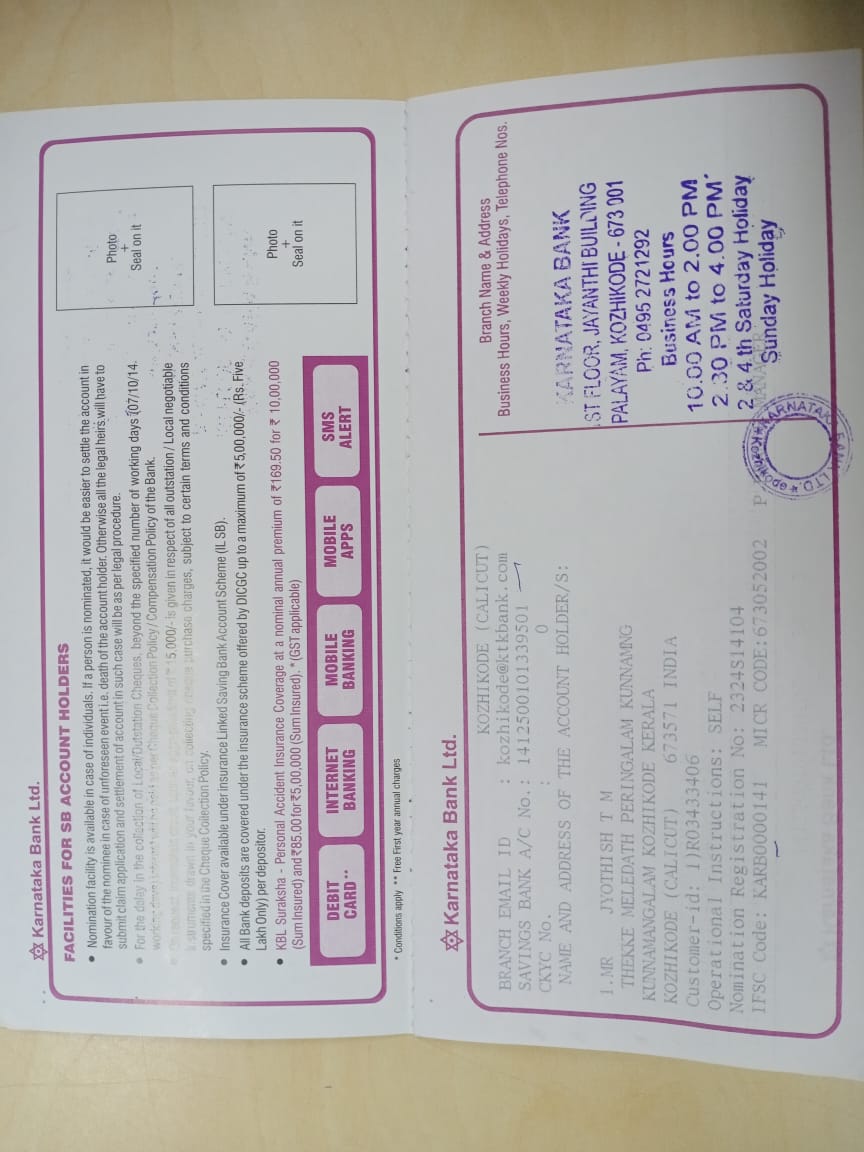 Karnataka Bank Ltd.
FACILITIES FOR SB ACCOUNT HOLDERS
• Nomination facility is available in case of individuals. If a person is nominated, it would be easier to settle the account in
favour of the nominee in case of unforeseen event i.e. death of the account holder. Otherwise all the legal heirs will have to
submit claim application and settlement of account in such case will be as per legal procedure.
• For the delay in the collection of Local/Outstation Cheques, beyond the specified number of working days (07/10/14
working days) interest will be paid as per Cheque Collection Policy / Compensation Policy of the Bank.
• On request, immediate credit ₹ 15,000/- is given in respect of all outstation / Local negotiable
instruments drawn in your favour, on collecting cheque purchase charges, subject to certain terms and conditions
specified in the Cheque Collection Policy.
• Insurance Cover available under insurance Linked Saving Bank Account Scheme (IL SB).
• All Bank deposits are covered under the insurance scheme offered by DICGC up to a maximum of ₹ 5,00,000/- (Rs. Five
Lakh Only) per depositor.
• KBL Suraksha - Personal Accident Insurance Coverage at a nominal annual premium of ₹169.50 for ₹ 10,00,000
(Sum Insured) and ₹85.00 for ₹5,00,000 (Sum Insured). *(GST applicable)
DEBIT
CARD**
INTERNET
BANKING
MOBILE
BANKING
MOBILE
APPS
SMS
ALERT
Photo
+
Seal on it
Photo
+
Seal on it
* Conditions apply ** Free First year annual charges
Karnataka Bank Ltd.
KOZHIKODE (CALICUT)
BRANCH EMAIL ID : kozhikode@ktkbank.com
SAVINGS BANK A/C No.: 1412500101339501
CKYC No. : 0
NAME AND ADDRESS OF THE ACCOUNT HOLDER/S:
1.MR JYOTHISH T M
THEKKE MELEDATH PERINGALAM KUNNAMNG
KUNNAMANGALAM KOZHIKODE KERALA
KOZHIKODE (CALICUT) 673571 INDIA
Customer-id: 1)R03433406
Operational Instructions: SELF
Nomination Registration No: 2324S14104
IFSC Code: KARB0000141 MICR CODE:673052002 MANAGER
Branch Name & Address
Business Hours, Weekly Holidays, Telephone Nos.
KARNATAKA BANK
ST FLOOR, JAYANTHI BUILDING
PALAYAM, KOZHIKODE - 673 001
Ph: 0495 2721292
Business Hours
10.00 AM to 2.00 PM
2.30 PM to 4.00 PM
2 & 4 th Saturday Holiday
Sunday Holiday
KARNATAKA BANK LTD. * Kozhikode *